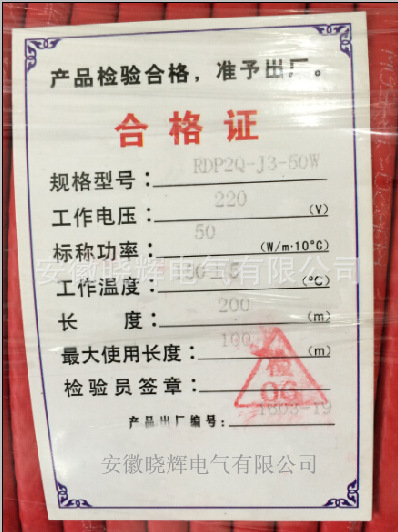 产品检验合格，准予出厂。
合格证
规格型号：RDP2Q-J3-50W
工作电压：220 (V)
标称功率：50 (W/m·10℃)
安徽晓辉电气有限公司
工作温度： (℃)
长 度：200 (m)
最大使用长度：100 (m)
检验员签章：检 06
产品出厂编号：1603-19
安徽晓辉电气有限公司